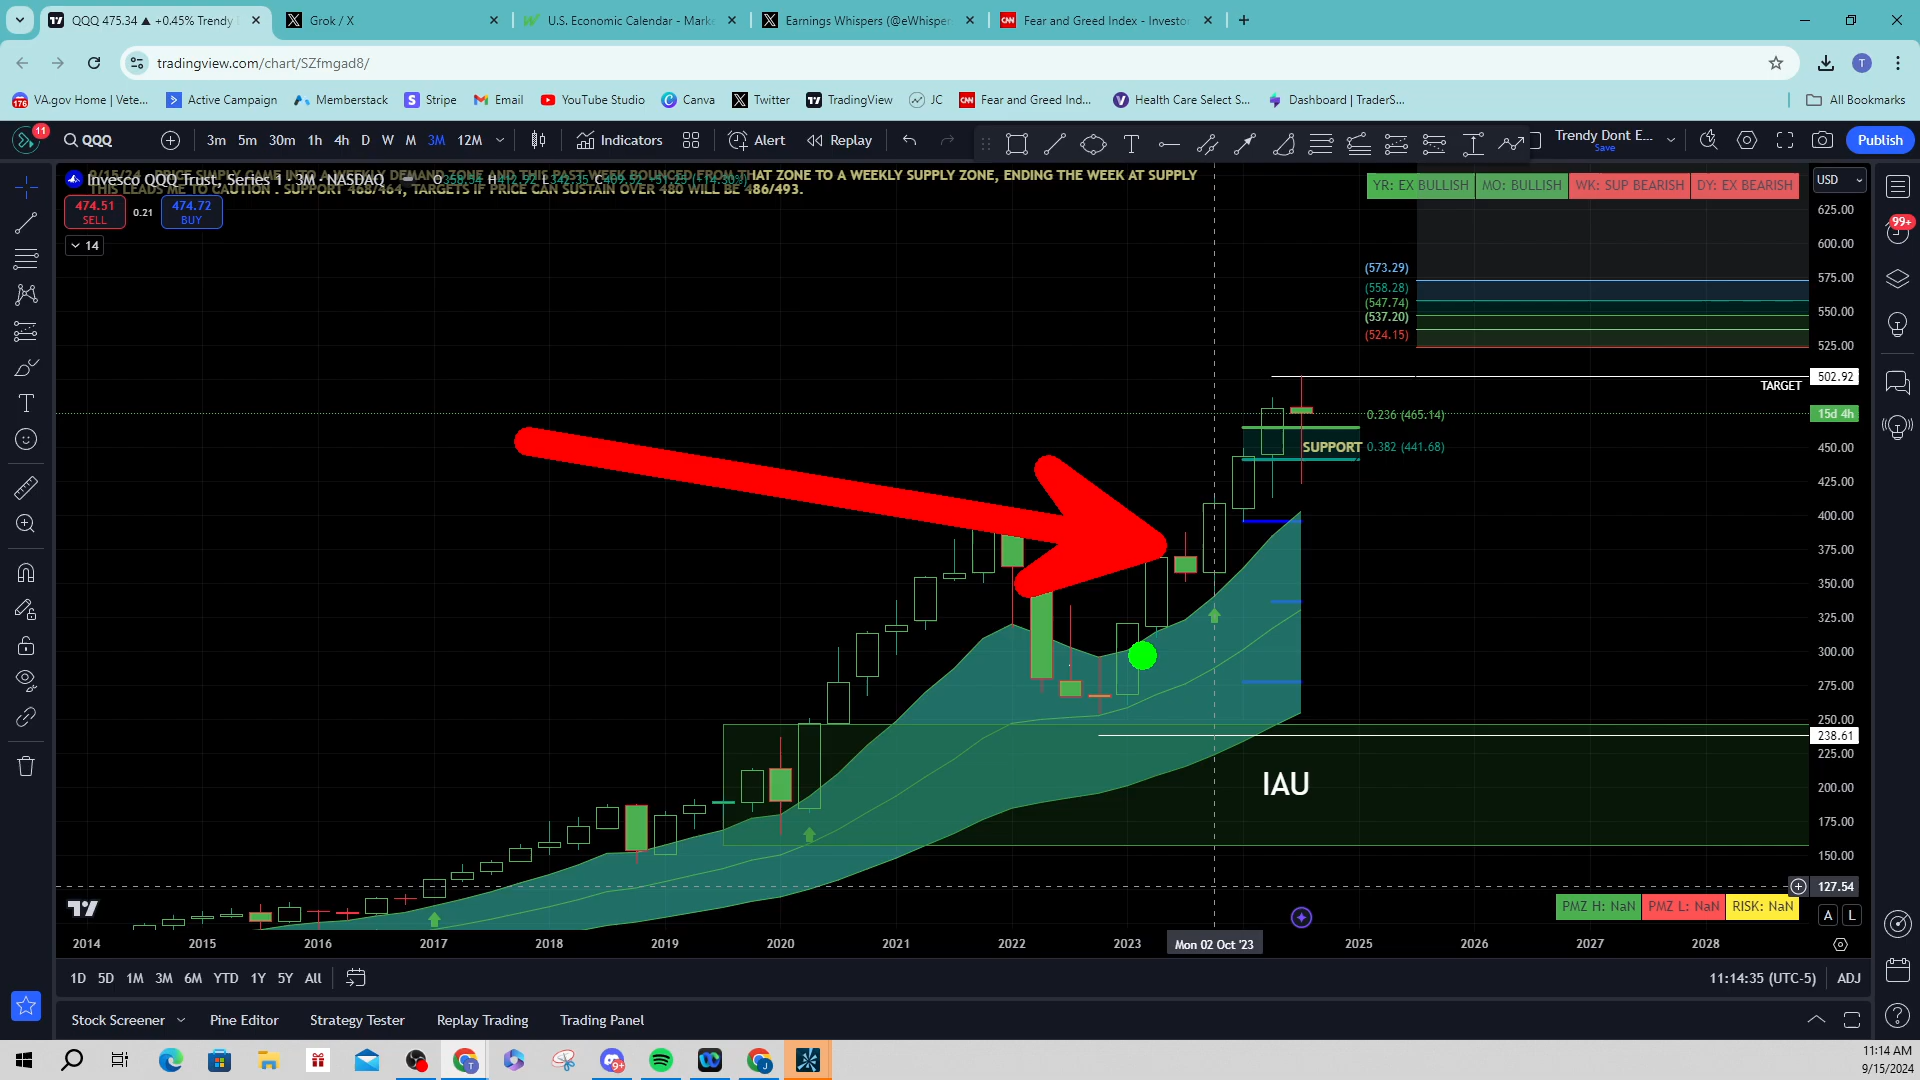 QQQ 475.34 ▲ +0.45% Trendy
Grok / X
U.S. Economic Calendar - Marke
Earnings Whispers (@eWhisper
Fear and Greed Index - Investo
tradingview.com/chart/SZfmgad8/
T
176
VA.gov Home | Vete...
Active Campaign
Memberstack
Stripe
Email
YouTube Studio
Canva
Twitter
TradingView
JC
Fear and Greed Ind...
Health Care Select S...
Dashboard | TraderS...
All Bookmarks
11
QQQ
3m 5m 30m 1h 4h D W M 3M 12M
Indicators
Alert
Replay
Trendy Dont E...
Save
Publish
THAT ZONE TO A WEEKLY SUPPLY ZONE, ENDING THE WEEK AT SUPPLY
Invesco QQQ Trust, Series 1 · 3M · NASDAQ
THIS LEADS ME TO CAUTION . SUPPORT 468/464, TARGETS IF PRICE CAN SUSTAIN OVER 480 WILL BE 486/493.
474.51
SELL
0.21
474.72
BUY
14
YR: EX BULLISH
MO: BULLISH
WK: SUP BEARISH
DY: EX BEARISH
USD
99+
625.00
600.00
(573.29)
575.00
(558.28)
(547.74)
550.00
(537.20)
(524.15)
525.00
502.92
TARGET
0.236 (465.14)
15d 4h
SUPPORT
0.382 (441.68)
450.00
425.00
400.00
375.00
350.00
325.00
300.00
275.00
250.00
238.61
225.00
IAU
200.00
175.00
150.00
127.54
PMZ H: NaN
PMZ L: NaN
RISK: NaN
A
L
2014 2015 2016 2017 2018 2019 2020 2021 2022 2023 Mon 02 Oct '23 2025 2026 2027 2028
1D 5D 1M 3M 6M YTD 1Y 5Y All
11:14:35 (UTC-5)
ADJ
Stock Screener
Pine Editor
Strategy Tester
Replay Trading
Trading Panel
11:14 AM
9/15/2024